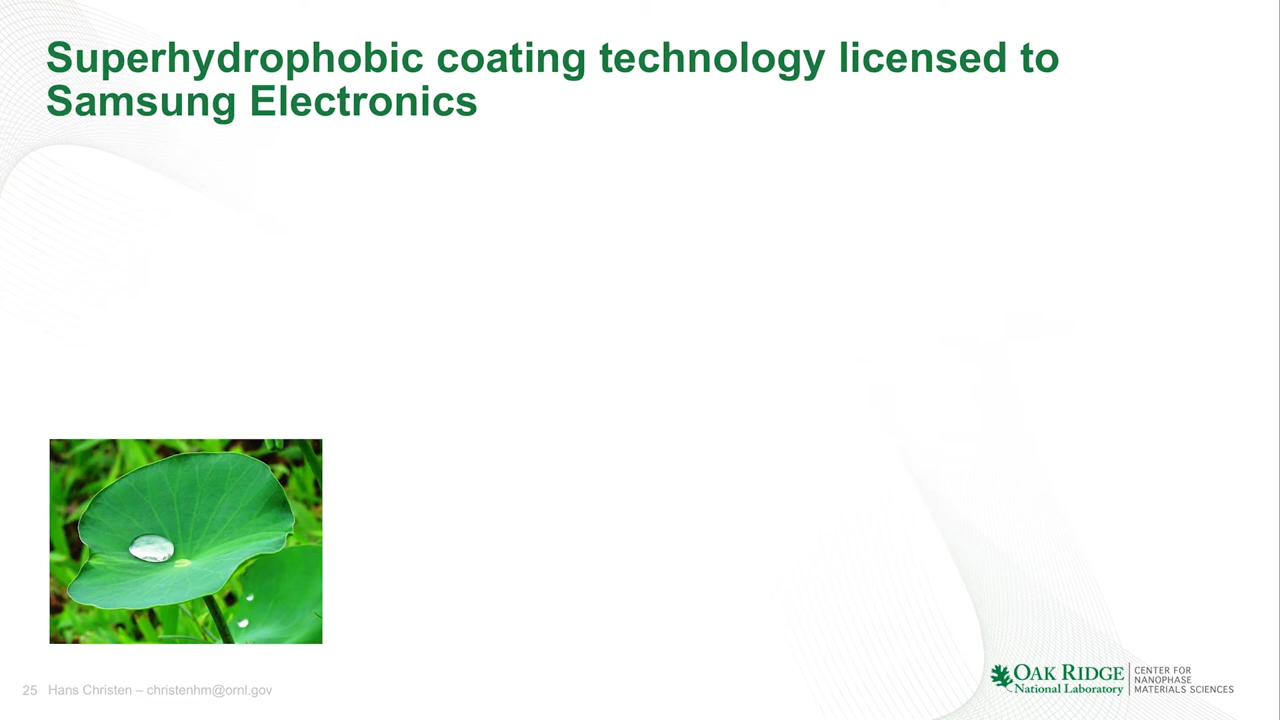 Superhydrophobic coating technology licensed to
Samsung Electronics
25 Hans Christen – christenhm@ornl.gov
OAK RIDGE
National Laboratory
CENTER FOR
NANOPHASE
MATERIALS SCIENCES